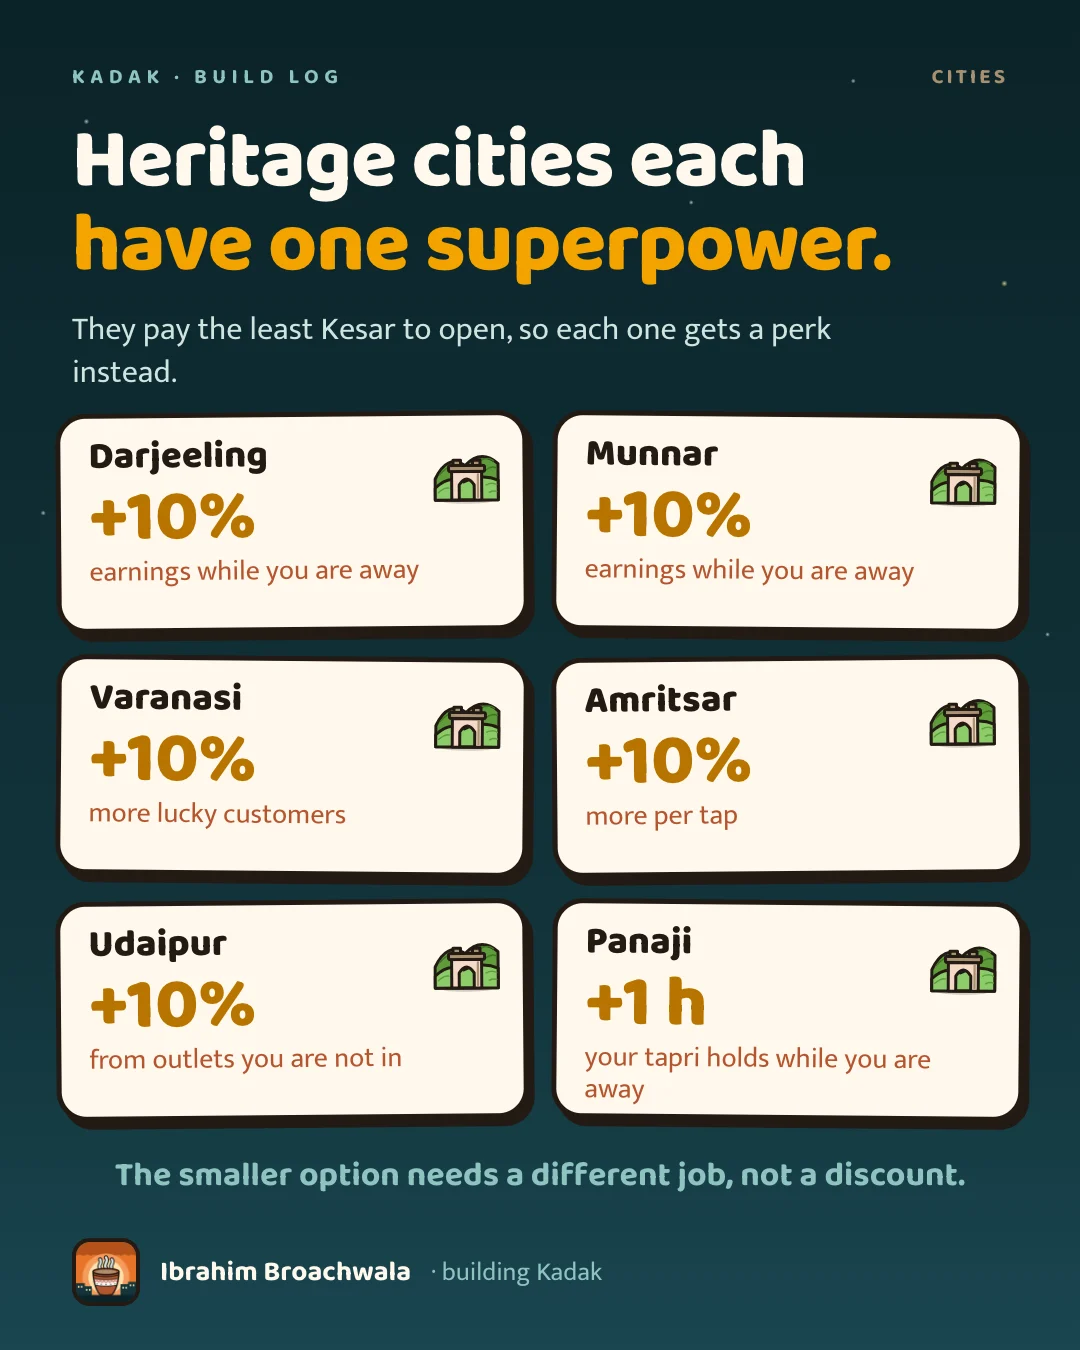 KADAK · BUILD LOG
CITIES
Heritage cities each
have one superpower.
They pay the least Kesar to open, so each one gets a perk
instead.
Darjeeling
+10%
earnings while you are away
Munnar
+10%
earnings while you are away
Varanasi
+10%
more lucky customers
Amritsar
+10%
more per tap
Udaipur
+10%
from outlets you are not in
Panaji
+1 h
your tapri holds while you are
away
The smaller option needs a different job, not a discount.
Ibrahim Broachwala · building Kadak